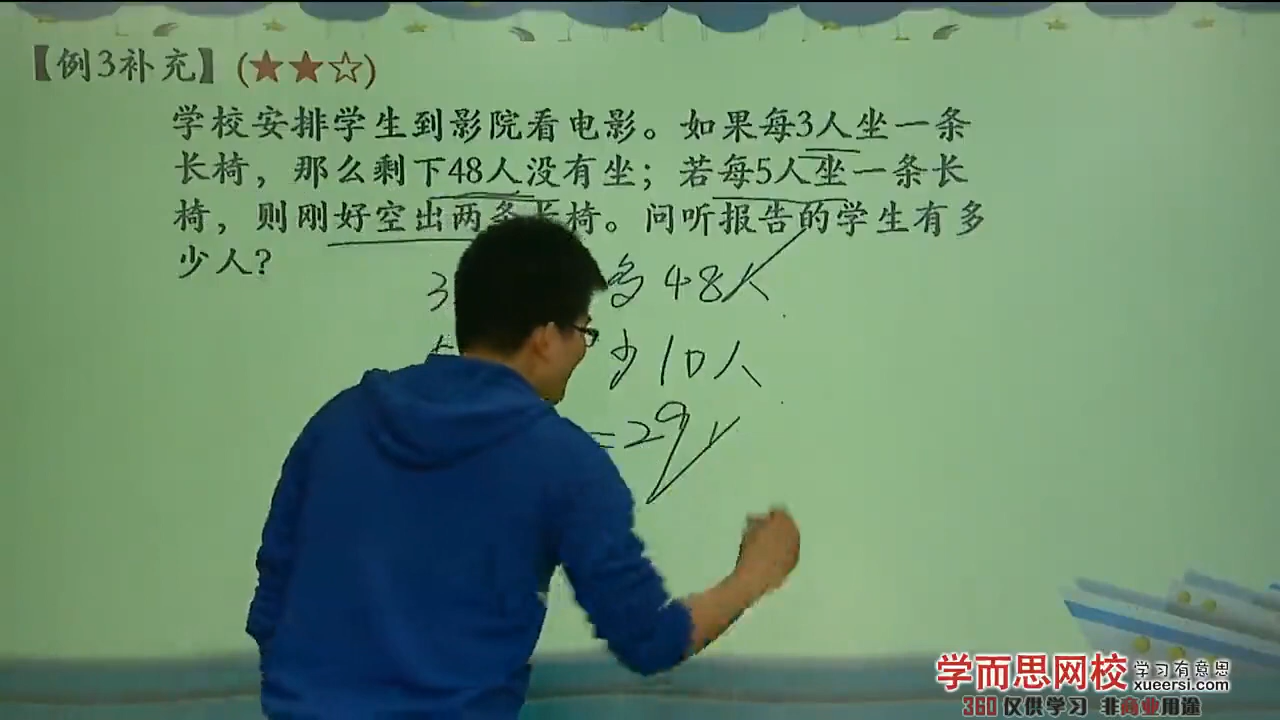 【例3补充】(★★☆)
学校安排学生到影院看电影。如果每3人坐一条
长椅，那么剩下48人没有坐；若每5人坐一条长
椅，则刚好空出两条长椅。问听报告的学生有多
少人？
3 多48人
少10人
=29
学而思网校 学习有意思
xueersi.com
360 仅供学习 非商业用途